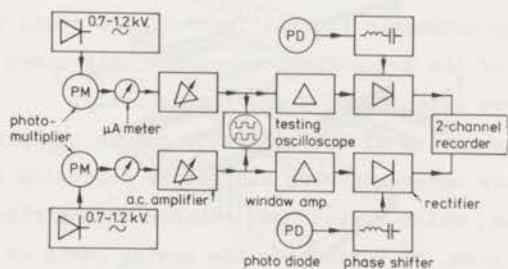 0.7–1.2 kV.
PD
PM
photo-
multiplier
μA meter
testing
oscilloscope
2-channel
recorder
PM
a.c. amplifier
window amp.
rectifier
0.7–1.2 kV.
PD
photo diode
phase shifter